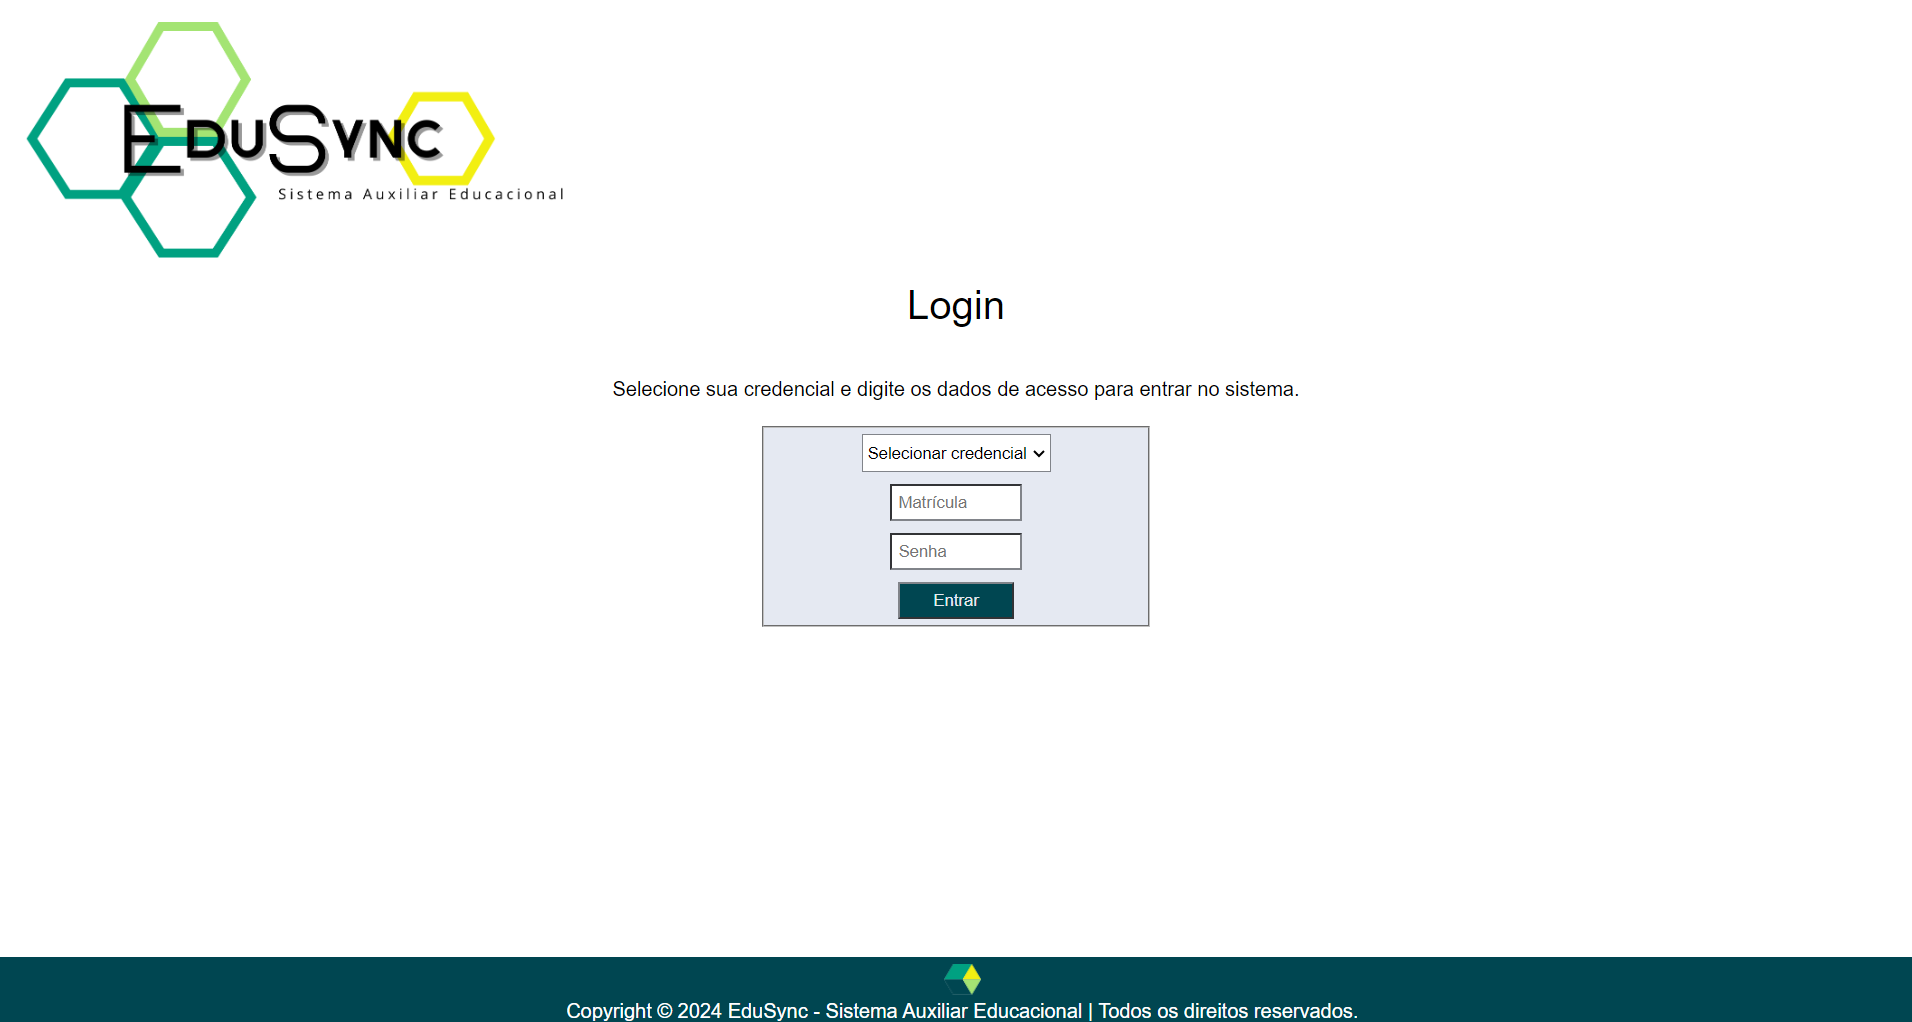 EduSync
Sistema Auxiliar Educacional
Login
Selecione sua credencial e digite os dados de acesso para entrar no sistema.
Selecionar credencial
Matrícula
Senha
Entrar
Copyright © 2024 EduSync - Sistema Auxiliar Educacional | Todos os direitos reservados.